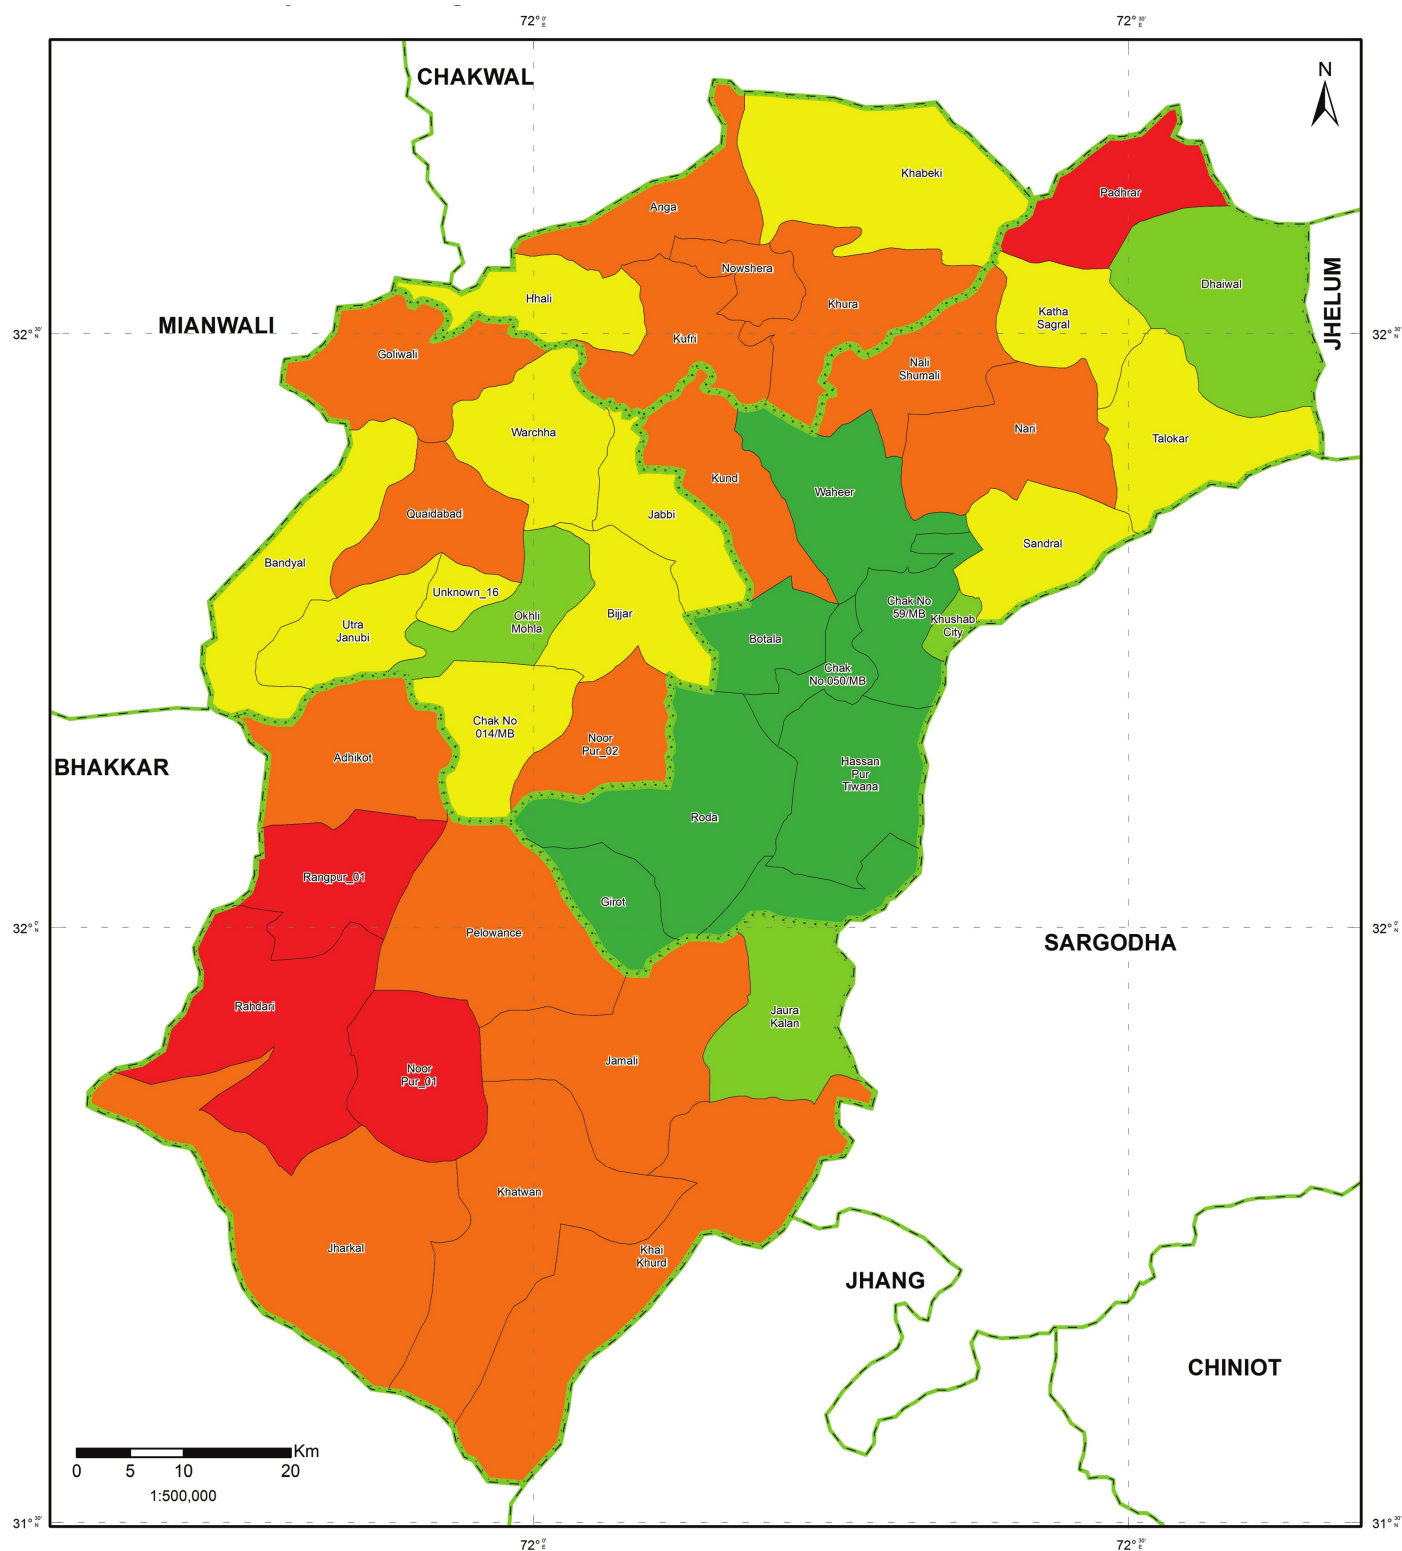 72° 0' E
72° 30' E
N
CHAKWAL
Khabeki
Padhrar
Anga
Nowshera
Dhaiwal
JHELUM
Hhali
Khura
Katha
Sagral
MIANWALI
32° 30' N
32° 30' N
Kufri
Goliwali
Nali
Shumali
Nari
Warchha
Talokar
Kund
Waheer
Quaidabad
Jabbi
Sandral
Bandyal
Unknown_16
Chak No
59/MB
Okhli
Mohla
Bijjar
Khushab
City
Utra
Janubi
Botala
Chak
No.050/MB
Chak No
014/MB
Noor
Pur_02
Adhikot
BHAKKAR
Hassan
Pur
Tiwana
Roda
Rangpur_01
Girot
32° 0' N
32° 0' N
Pelowance
SARGODHA
Rahdari
Jaura
Kalan
Jamali
Noor
Pur_01
Khatwan
Jharkal
Khai
Khurd
JHANG
CHINIOT
Km
0 5 10 20
1:500,000
31° 30' N
31° 30' N
72° 0' E
72° 30' E